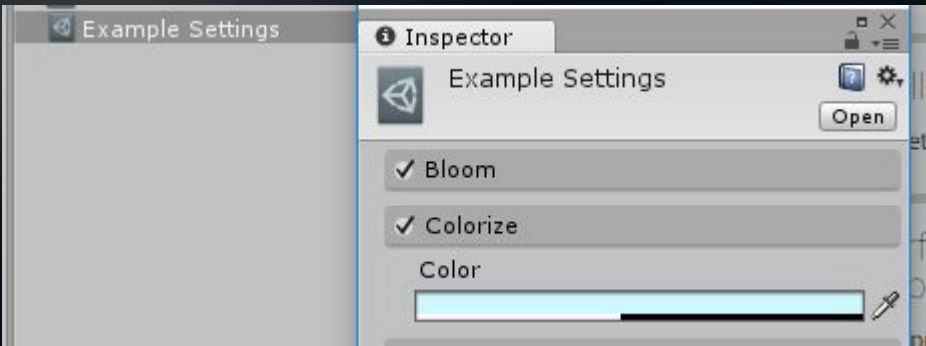 Example Settings
Inspector
Example Settings
Open
Bloom
Colorize
Color